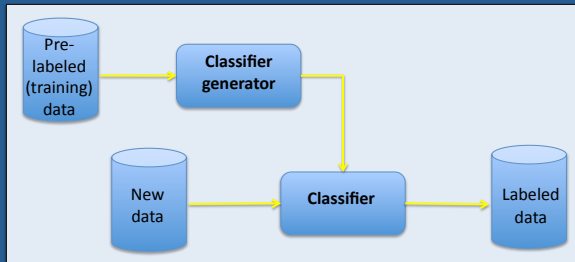 Pre-
labeled
(training)
data
Classifier
generator
New
data
Classifier
Labeled
data